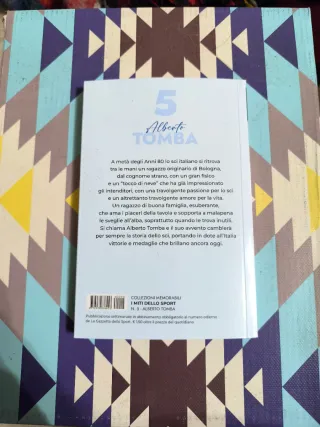 5
Alberto
TOMBA
A metà degli Anni 80 lo sci italiano si ritrova
tra le mani un ragazzo originario di Bologna,
dal cognome strano, con un gran fisico
e un "tocco di neve" che ha già impressionato
gli intenditori, con una travolgente passione per lo sci
e un altrettanto travolgente amore per la vita.
Un ragazzo di buona famiglia, esuberante,
che ama i piaceri della tavola e sopporta a malapena
le sveglie all'alba, soprattutto quando le trova inutili.
Si chiama Alberto Tomba e il suo avvento cambierà
per sempre la storia dello sci, portando in dote all'Italia
vittorie e medaglie che brillano ancora oggi.
COLLEZIONI MEMORABILI
I MITI DELLO SPORT
N. 5 - ALBERTO TOMBA